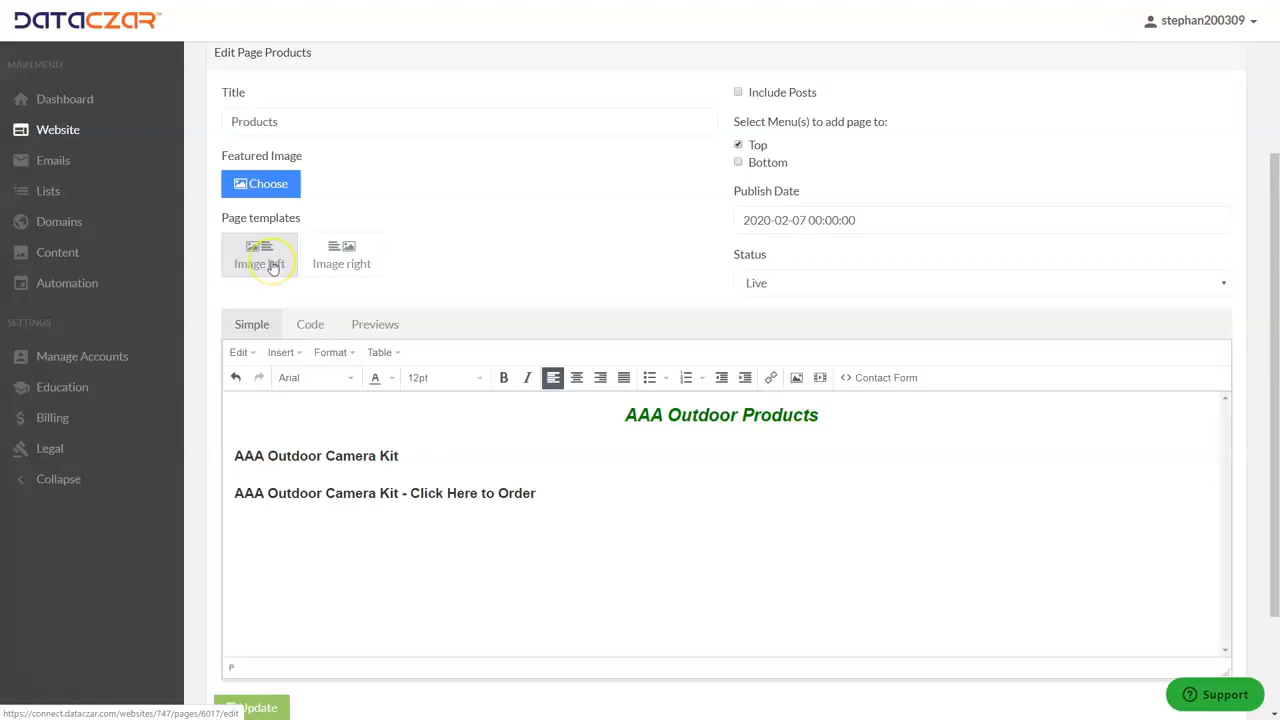 DATACZAR
stephan200309
MAIN MENU
Dashboard
Website
Emails
Lists
Domains
Content
Automation
SETTINGS
Manage Accounts
Education
Billing
Legal
Collapse
Edit Page Products
Title
Products
Featured Image
Choose
Page templates
Image left
Image right
Include Posts
Select Menu(s) to add page to:
Top
Bottom
Publish Date
2020-02-07 00:00:00
Status
Live
Simple Code Previews
Edit Insert Format Table
Arial A 12pt B I <> Contact Form
AAA Outdoor Products
AAA Outdoor Camera Kit
AAA Outdoor Camera Kit - Click Here to Order
P
Update
Support
https://connect.dataczar.com/websites/747/pages/6017/edit